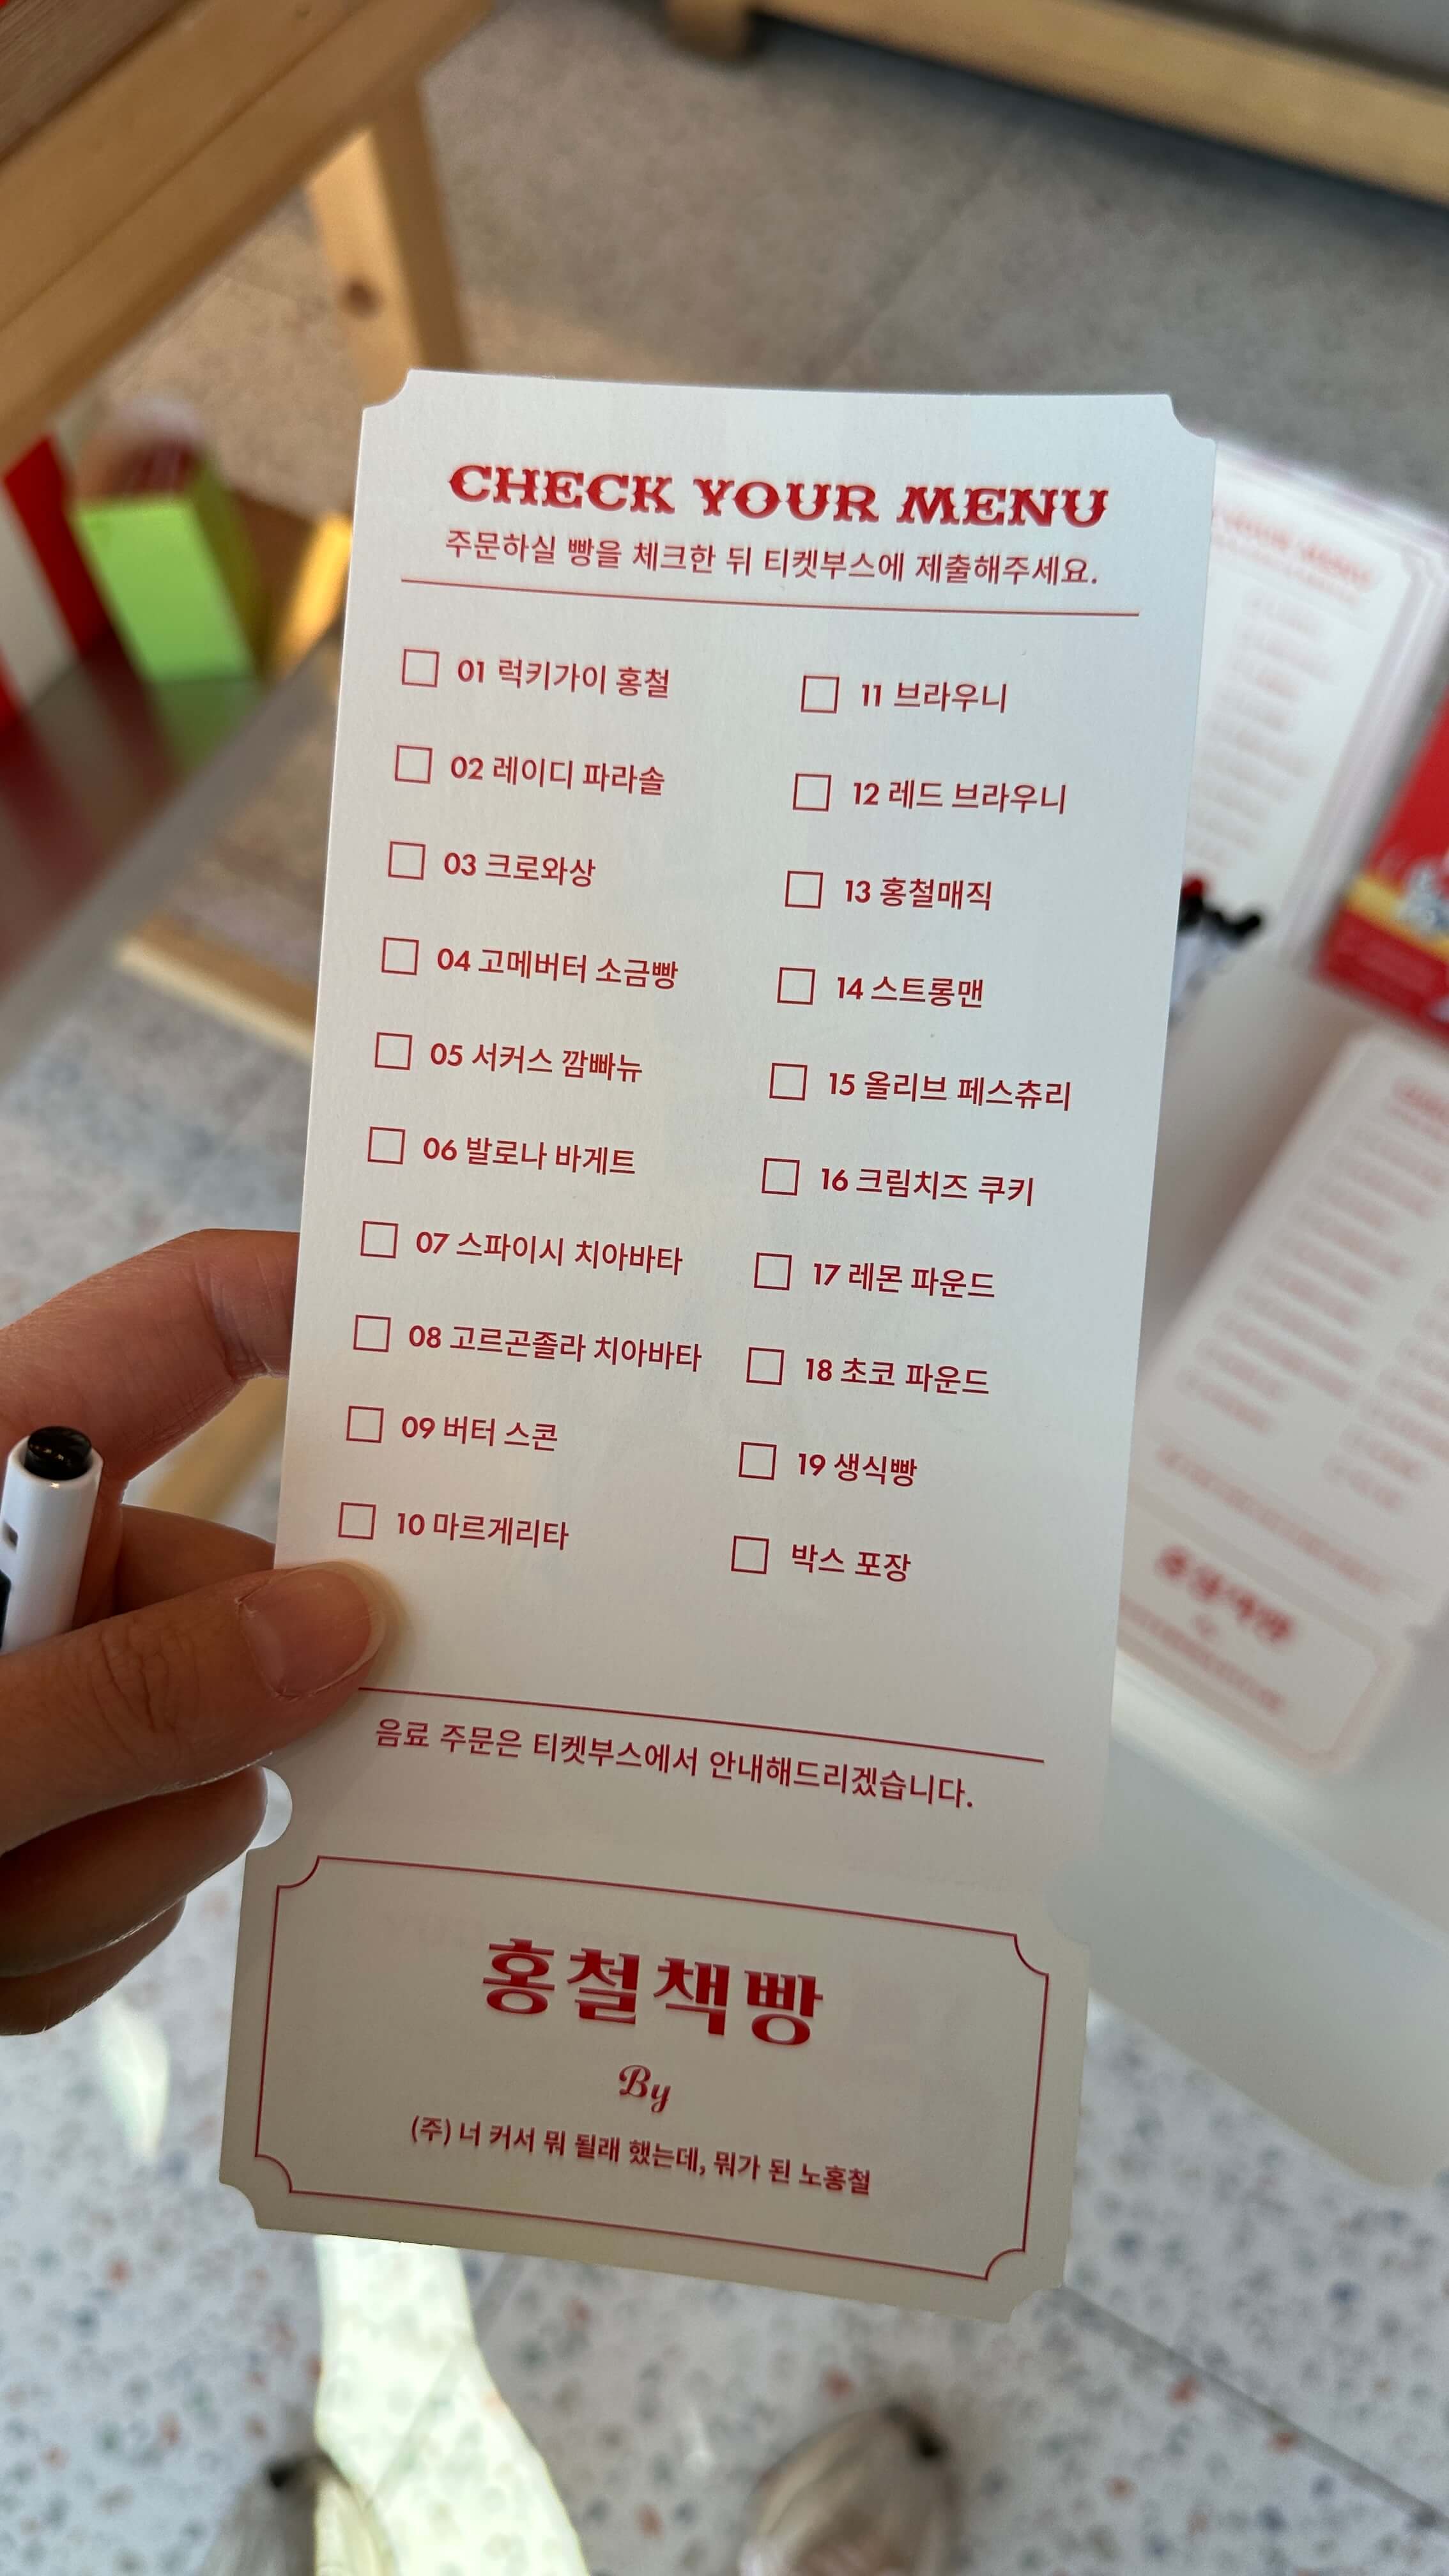 CHECK YOUR MENU
주문하실 빵을 체크한 뒤 티켓부스에 제출해주세요.
01 럭키가이 홍철
02 레이디 파라솔
03 크로와상
04 고메버터 소금빵
05 서커스 깜빠뉴
06 발로나 바게트
07 스파이시 치아바타
08 고르곤졸라 치아바타
09 버터 스콘
10 마르게리타
11 브라우니
12 레드 브라우니
13 홍철매직
14 스트롱맨
15 올리브 페스츄리
16 크림치즈 쿠키
17 레몬 파운드
18 초코 파운드
19 생식빵
박스 포장
음료 주문은 티켓부스에서 안내해드리겠습니다.
홍철책빵
By
(주) 너 커서 뭐 될래 했는데, 뭐가 된 노홍철